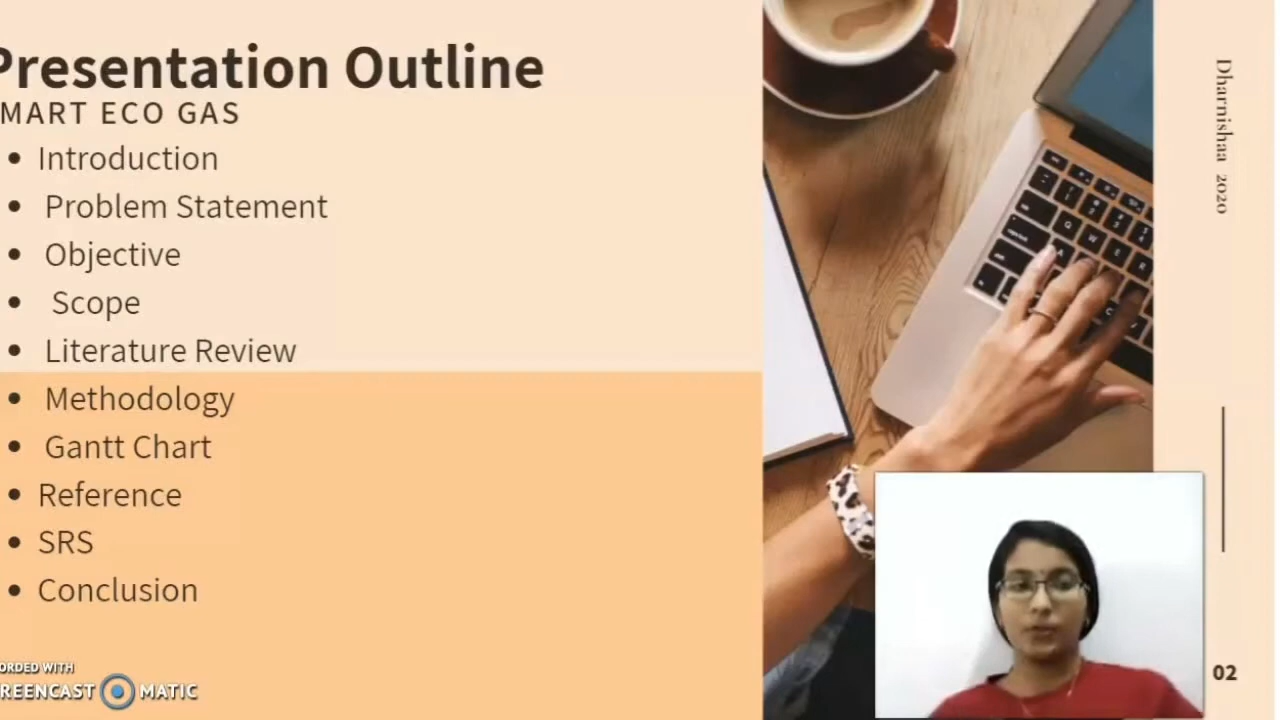 Presentation Outline
MART ECO GAS
• Introduction
• Problem Statement
• Objective
• Scope
• Literature Review
• Methodology
• Gantt Chart
• Reference
• SRS
• Conclusion
ORDED WITH
REENCAST MATIC
Dharnishaa 2020
02